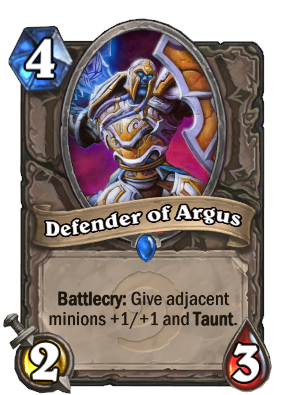 4
Defender of Argus
Battlecry: Give adjacent
minions +1/+1 and Taunt.
2
3